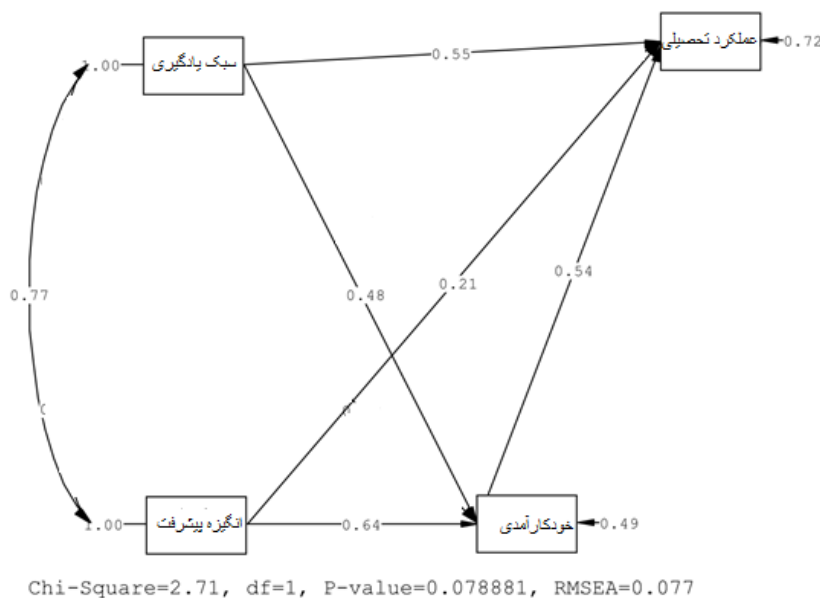 عملکرد تحصیلی
0.72
0.55
سبک یادگیری
1.00
0.77
0.48
0.21
0.54
انگیزه پیشرفت
1.00
0.64
خودکارآمدی
0.49
Chi-Square=2.71, df=1, P-value=0.078881, RMSEA=0.077